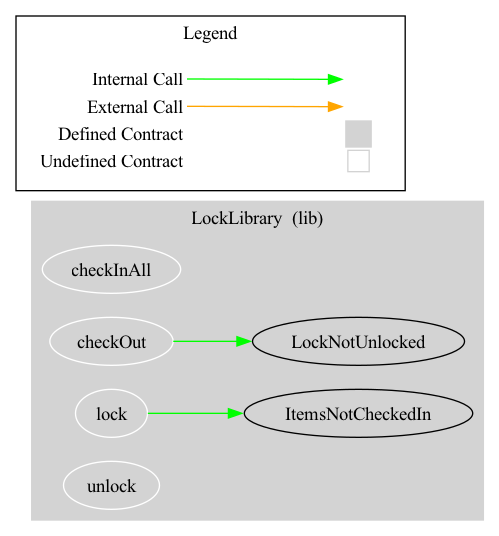 Legend
Internal Call
External Call
Defined Contract
Undefined Contract
LockLibrary  (lib)
checkInAll
checkOut
LockNotUnlocked
lock
ItemsNotCheckedIn
unlock